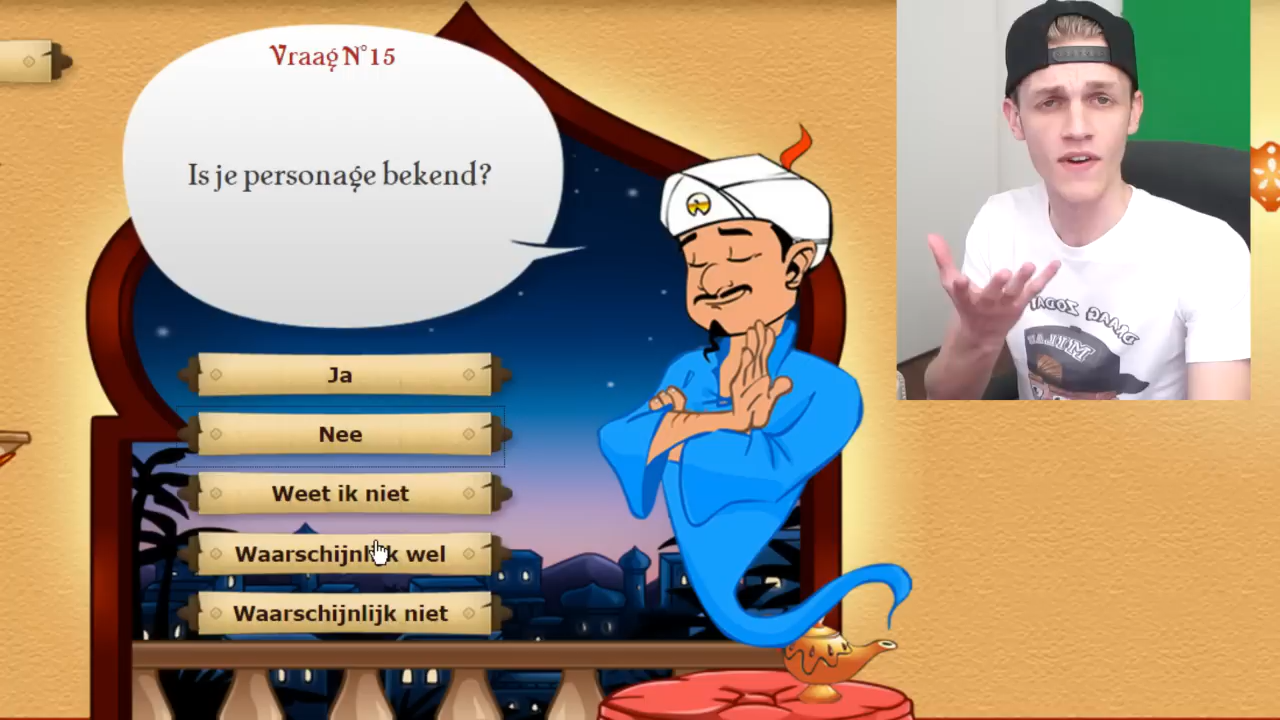 Vraag N°15
Is je personage bekend?
Ja
Nee
Weet ik niet
Waarschijnlijk wel
Waarschijnlijk niet